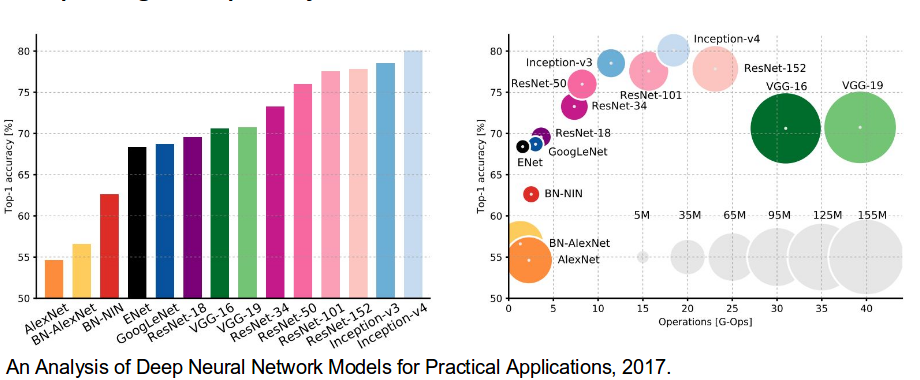 80
75
70
65
60
55
50
Top-1 accuracy [%]
AlexNet
BN-AlexNet
BN-NIN
ENet
GoogLeNet
ResNet-18
VGG-16
VGG-19
ResNet-34
ResNet-50
ResNet-101
ResNet-152
Inception-v3
Inception-v4
80
75
70
65
60
55
50
Top-1 accuracy [%]
Inception-v4
Inception-v3
ResNet-152
ResNet-50
VGG-16
VGG-19
ResNet-101
ResNet-34
ResNet-18
GoogLeNet
ENet
BN-NIN
5M 35M 65M 95M 125M 155M
BN-AlexNet
AlexNet
0 5 10 15 20 25 30 35 40
Operations [G-Ops]
An Analysis of Deep Neural Network Models for Practical Applications, 2017.